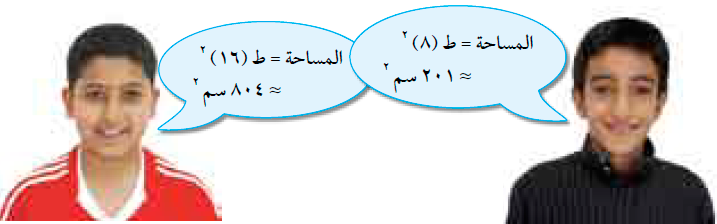 المساحة = ط (٨)٢
≈ ٢٠١ سم٢
المساحة = ط (١٦)٢
≈ ٨٠٤ سم٢